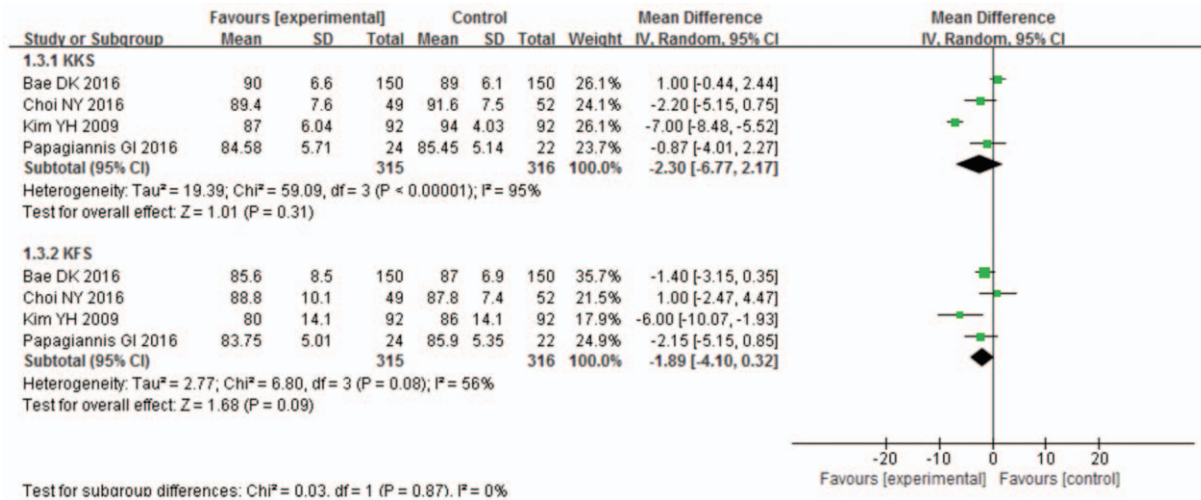 Favours [experimental] Control Mean Difference Mean Difference
Study or Subgroup Mean SD Total Mean SD Total Weight IV, Random, 95% CI IV, Random, 95% CI
1.3.1 KKS
Bae DK 2016 90 6.6 150 89 6.1 150 26.1% 1.00 [-0.44, 2.44]
Choi NY 2016 89.4 7.6 49 91.6 7.5 52 24.1% -2.20 [-5.15, 0.75]
Kim YH 2009 87 6.04 92 94 4.03 92 26.1% -7.00 [-8.48, -5.52]
Papagiannis GI 2016 84.58 5.71 24 85.45 5.14 22 23.7% -0.87 [-4.01, 2.27]
Subtotal (95% CI) 315 316 100.0% -2.30 [-6.77, 2.17]
Heterogeneity: Tau² = 19.39; Chi² = 59.09, df = 3 (P < 0.00001); I² = 95%
Test for overall effect: Z = 1.01 (P = 0.31)
1.3.2 KFS
Bae DK 2016 85.6 8.5 150 87 6.9 150 35.7% -1.40 [-3.15, 0.35]
Choi NY 2016 88.8 10.1 49 87.8 7.4 52 21.5% 1.00 [-2.47, 4.47]
Kim YH 2009 80 14.1 92 86 14.1 92 17.9% -6.00 [-10.07, -1.93]
Papagiannis GI 2016 83.75 5.01 24 85.9 5.35 22 24.9% -2.15 [-5.15, 0.85]
Subtotal (95% CI) 315 316 100.0% -1.89 [-4.10, 0.32]
Heterogeneity: Tau² = 2.77; Chi² = 6.80, df = 3 (P = 0.08); I² = 56%
Test for overall effect: Z = 1.68 (P = 0.09)
-20 -10 0 10 20
Favours [experimental] Favours [control]
Test for subgroup differences: Chi² = 0.03, df = 1 (P = 0.87), I² = 0%